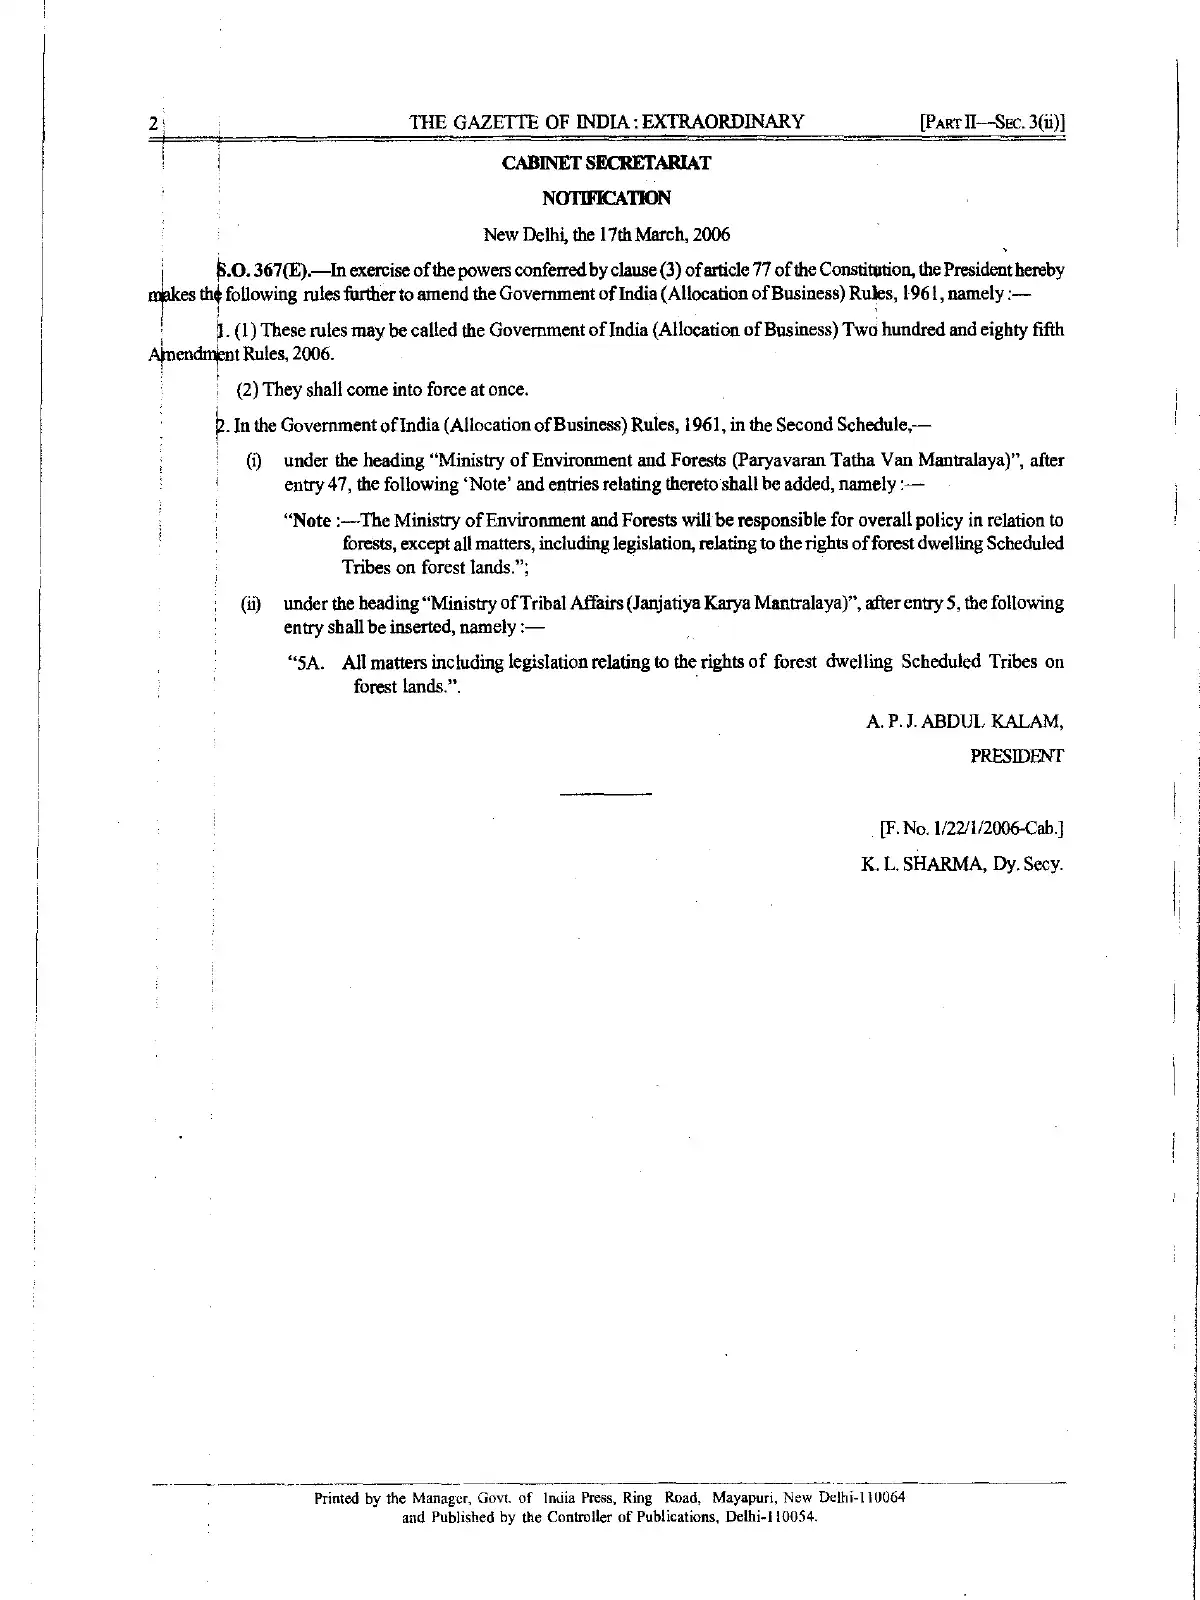 2 THE GAZETTE OF INDIA : EXTRAORDINARY [PART II—SEC. 3(ii)]
CABINET SECRETARIAT
NOTIFICATION
New Delhi, the 17th March, 2006
S.O. 367(E).—In exercise of the powers conferred by clause (3) of article 77 of the Constitution, the President hereby
makes the following rules further to amend the Government of India (Allocation of Business) Rules, 1961, namely :—
1. (1) These rules may be called the Government of India (Allocation of Business) Two hundred and eighty fifth
Amendment Rules, 2006.
(2) They shall come into force at once.
2. In the Government of India (Allocation of Business) Rules, 1961, in the Second Schedule,—
(i) under the heading “Ministry of Environment and Forests (Paryavaran Tatha Van Mantralaya)”, after
entry 47, the following ‘Note’ and entries relating thereto shall be added, namely :—
“Note :—The Ministry of Environment and Forests will be responsible for overall policy in relation to
forests, except all matters, including legislation, relating to the rights of forest dwelling Scheduled
Tribes on forest lands.”;
(ii) under the heading “Ministry of Tribal Affairs (Janjatiya Karya Mantralaya)”, after entry 5, the following
entry shall be inserted, namely :—
“5A. All matters including legislation relating to the rights of forest dwelling Scheduled Tribes on
forest lands.”.
A. P. J. ABDUL KALAM,
PRESIDENT
[F. No. 1/22/1/2006-Cab.]
K. L. SHARMA, Dy. Secy.
Printed by the Manager, Govt. of India Press, Ring Road, Mayapuri, New Delhi-110064
and Published by the Controller of Publications, Delhi-110054.